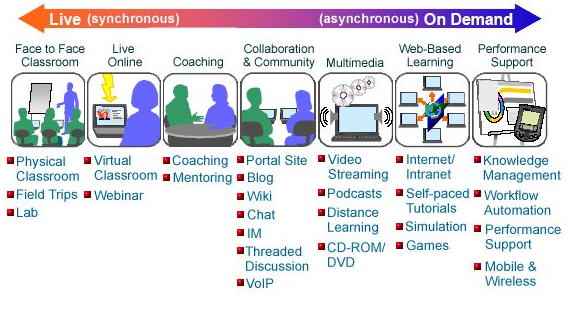 Live (synchronous) (asynchronous) On Demand
Face to Face
Classroom
Physical
Classroom
Field Trips
Lab
Live
Online
Virtual
Classroom
Webinar
Coaching
Coaching
Mentoring
Collaboration
& Community
Portal Site
Blog
Wiki
Chat
IM
Threaded
Discussion
VoIP
Multimedia
Video
Streaming
Podcasts
Distance
Learning
CD-ROM/
DVD
Web-Based
Learning
Internet/
Intranet
Self-paced
Tutorials
Simulation
Games
Performance
Support
Knowledge
Management
Workflow
Automation
Performance
Support
Mobile &
Wireless